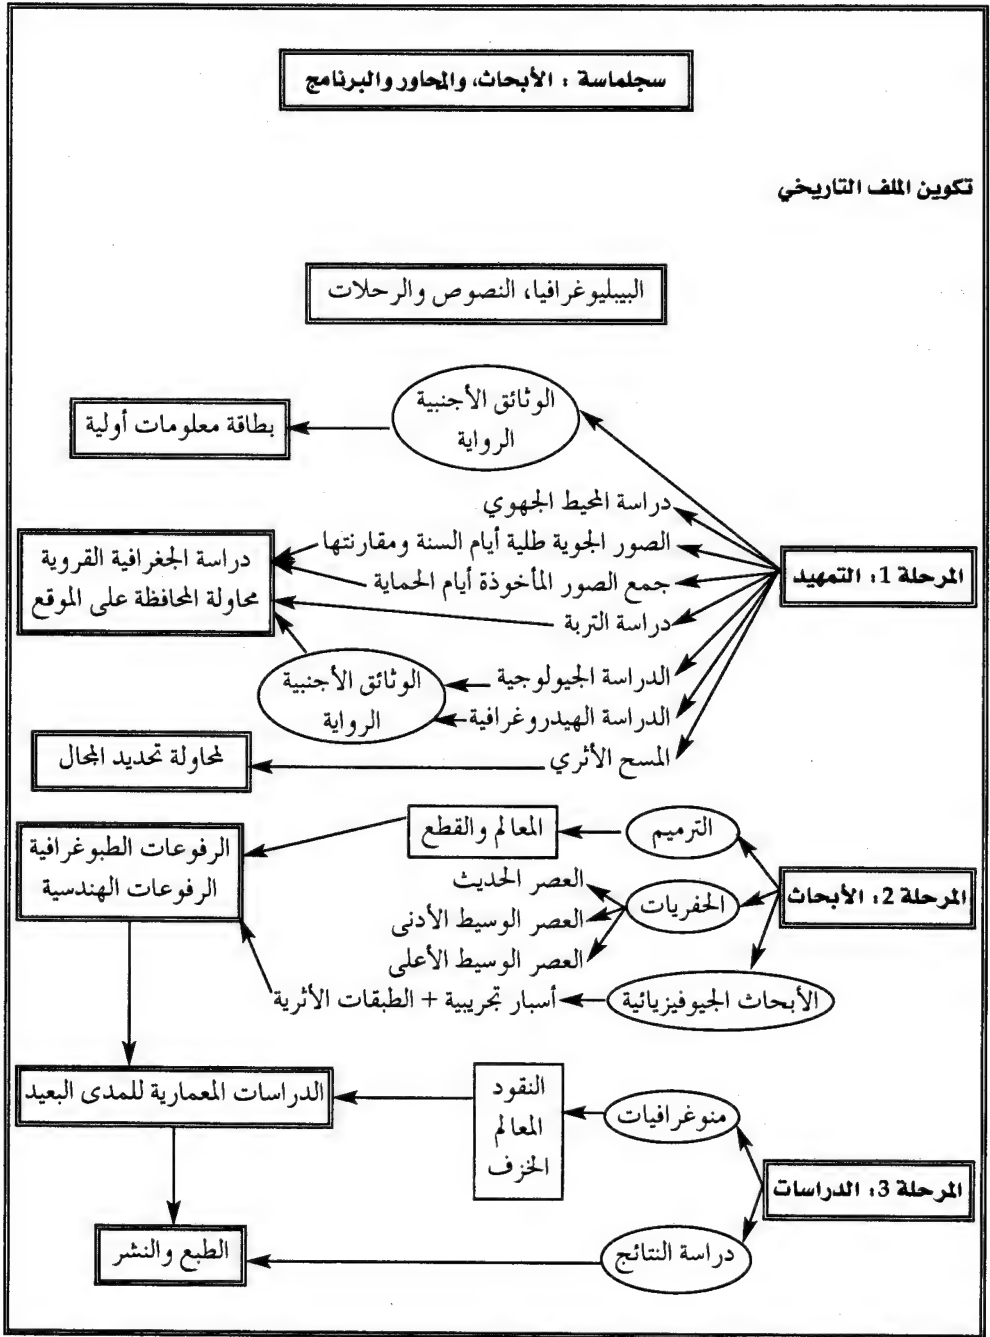 سجلماسة : الأبحاث، والمحاور والبرنامج
تكوين الملف التاريخي
البيبليوغرافيا، النصوص والرحلات
الوثائق الأجنبية
الرواية
بطاقة معلومات أولية
المرحلة 1: التمهيد
دراسة المحيط الجهوي
الصور الجوية طلية أيام السنة ومقارنتها
جمع الصور المأخوذة أيام الحماية
دراسة التربة
دراسة الجغرافية القروية
محاولة المحافظة على الموقع
الدراسة الجيولوجية
الدراسة الهيدروغرافية
الوثائق الأجنبية
الرواية
المسح الأثري
لمحاولة تحديد المجال
المرحلة 2: الأبحاث
الترميم
المعالم والقطع
الرفوعات الطبوغرافية
الرفوعات الهندسية
الحفريات
العصر الحديث
العصر الوسيط الأدنى
العصر الوسيط الأعلى
الأبحاث الجيوفيزيائية
أسبار تجريبية + الطبقات الأثرية
المرحلة 3: الدراسات
منوغرافيات
النقود
المعالم
الخزف
الدراسات المعمارية للمدى البعيد
دراسة النتائج
الطبع والنشر